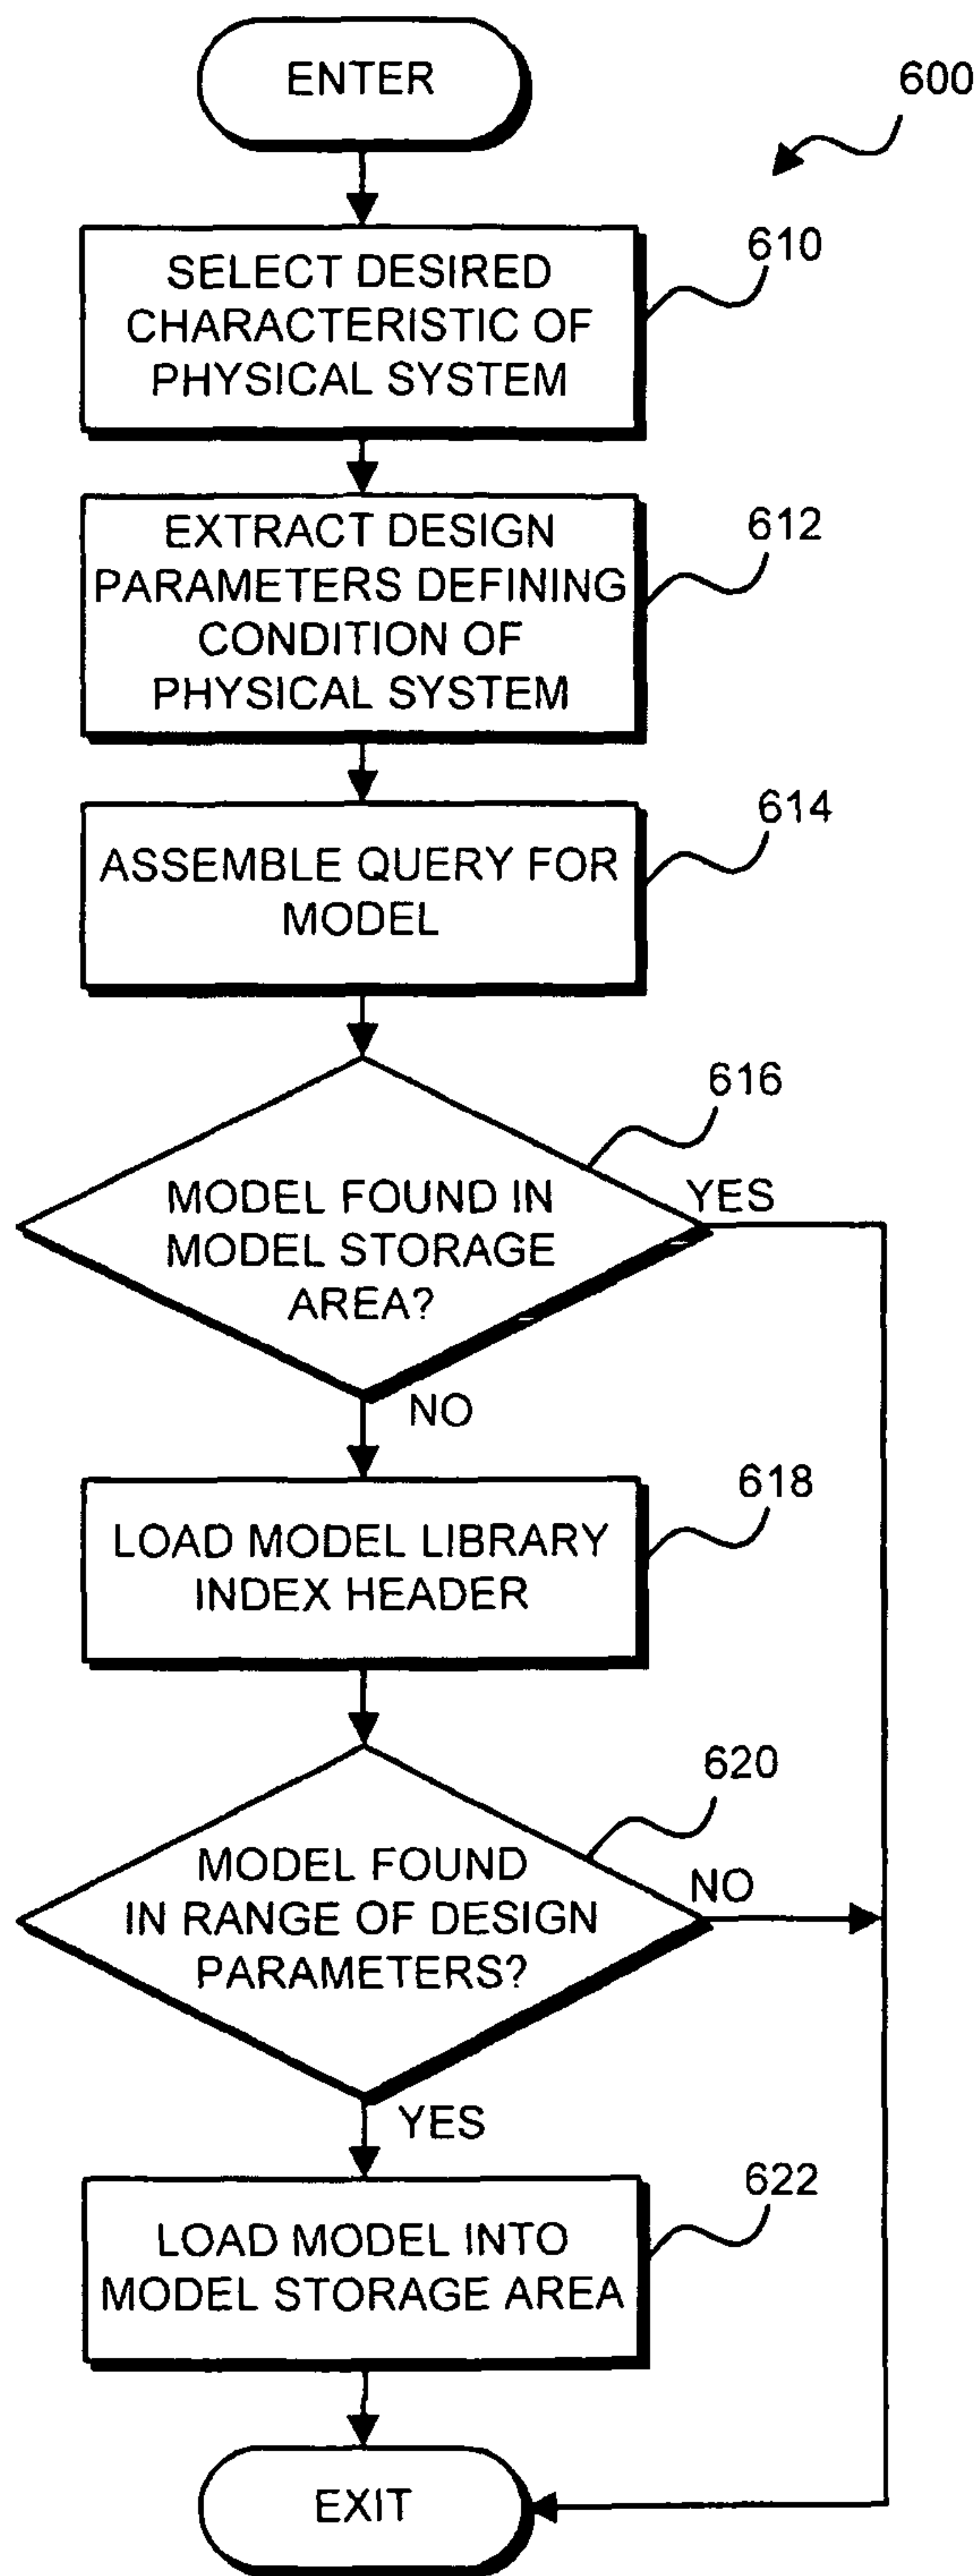 ENTER
600
SELECT DESIRED
CHARACTERISTIC OF
PHYSICAL SYSTEM
610
EXTRACT DESIGN
PARAMETERS DEFINING
CONDITION OF
PHYSICAL SYSTEM
612
ASSEMBLE QUERY FOR
MODEL
614
616
MODEL FOUND IN
MODEL STORAGE
AREA?
YES
NO
LOAD MODEL LIBRARY
INDEX HEADER
618
620
MODEL FOUND
IN RANGE OF DESIGN
PARAMETERS?
NO
YES
LOAD MODEL INTO
MODEL STORAGE AREA
622
EXIT